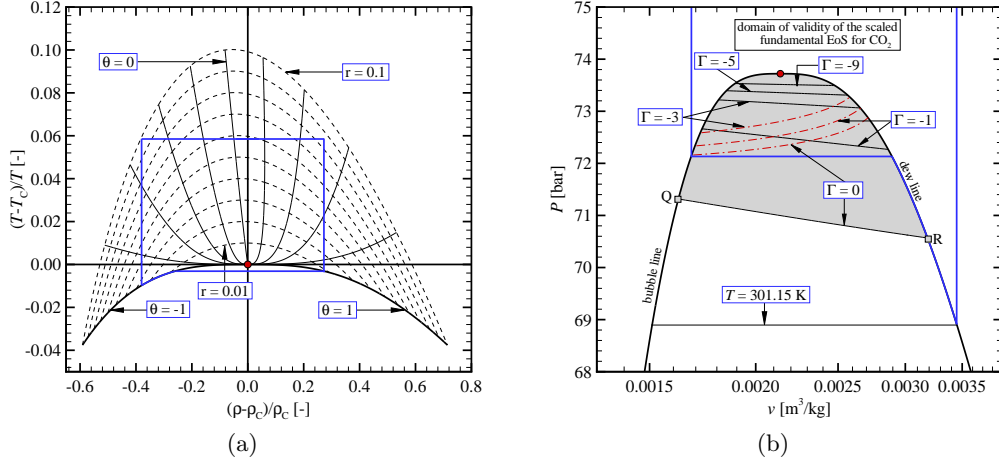 0.10
0.08
0.06
0.04
0.02
0.00
-0.02
-0.04
(T-T_C)/T [-]
θ = 0
r = 0.1
r = 0.01
θ = -1
θ = 1
-0.6 -0.4 -0.2 0.0 0.2 0.4 0.6 0.8
(ρ-ρ_C)/ρ_C [-]
(a)
75
74
73
72
71
70
69
68
P [bar]
domain of validity of the scaled
fundamental EoS for CO₂
Γ = -5
Γ = -9
Γ = -3
Γ = -1
Γ = 0
Q
R
bubble line
dew line
T = 301.15 K
0.0015 0.0020 0.0025 0.0030 0.0035
v [m³/kg]
(b)